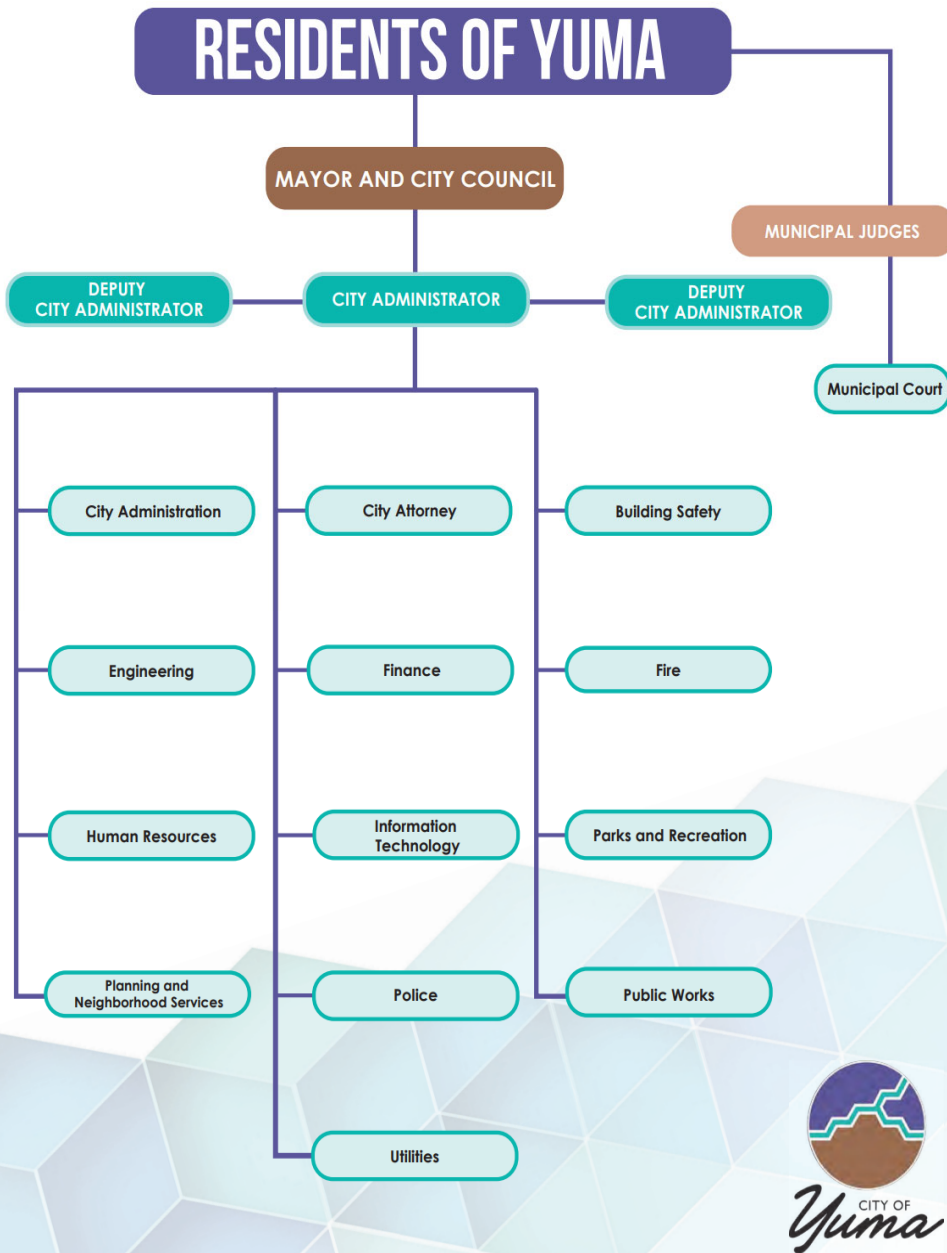 RESIDENTS OF YUMA
MAYOR AND CITY COUNCIL
MUNICIPAL JUDGES
DEPUTY
CITY ADMINISTRATOR
CITY ADMINISTRATOR
DEPUTY
CITY ADMINISTRATOR
Municipal Court
City Administration
City Attorney
Building Safety
Engineering
Finance
Fire
Human Resources
Information
Technology
Parks and Recreation
Planning and
Neighborhood Services
Police
Public Works
Utilities
CITY OF
Yuma